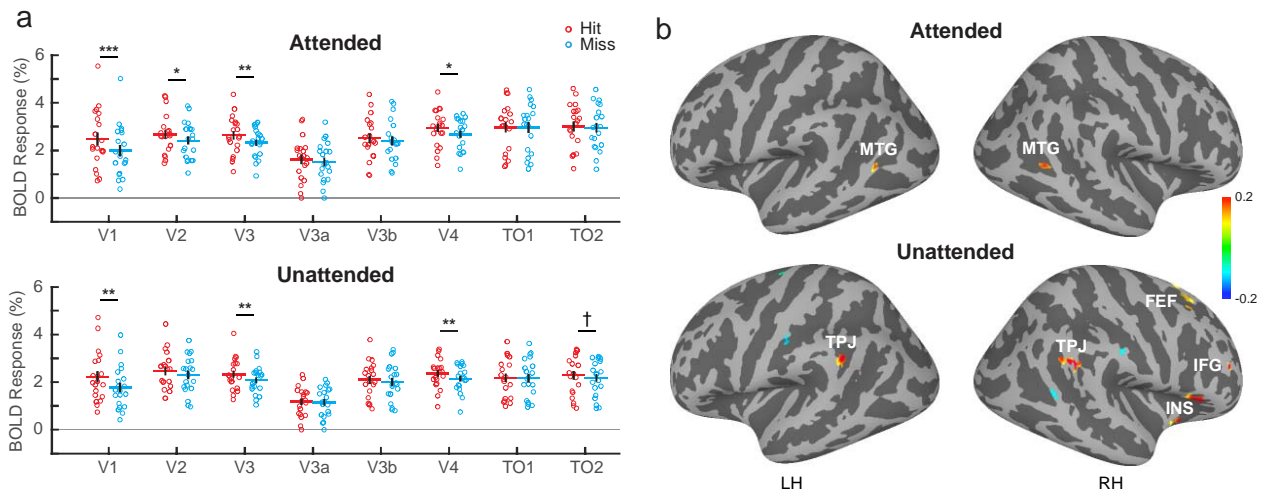 a
Attended
Hit
Miss
BOLD Response (%)
6
4
2
0
***
*
**
*
V1 V2 V3 V3a V3b V4 TO1 TO2
Unattended
BOLD Response (%)
6
4
2
0
**
**
**
†
V1 V2 V3 V3a V3b V4 TO1 TO2
b
Attended
MTG
MTG
0.2
-0.2
Unattended
TPJ
FEF
TPJ
IFG
INS
LH
RH